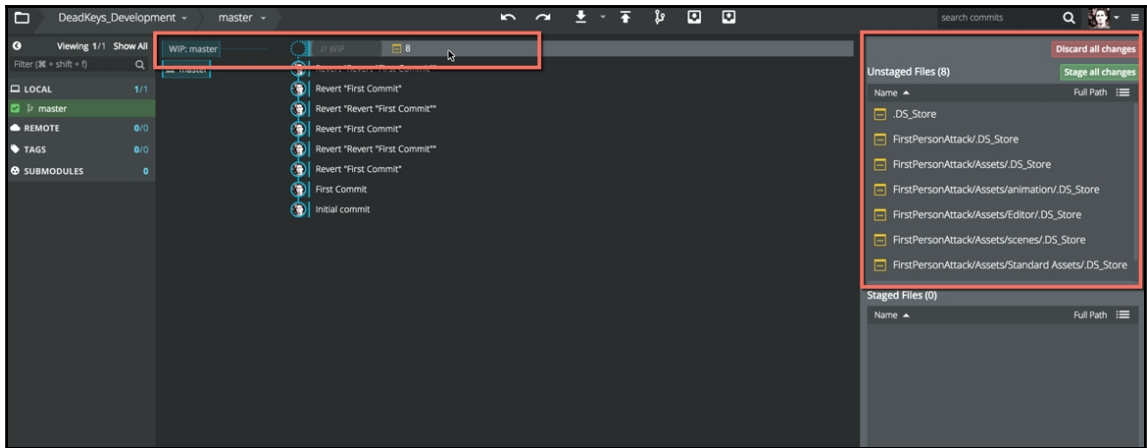 DeadKeys_Development master search commits
Viewing 1/1 Show All
Filter (⌘ + shift + f)
LOCAL 1/1
master
REMOTE 0/0
TAGS 0/0
SUBMODULES 0
WIP: master // WIP 8
master Revert "Revert "First Commit""
Revert "First Commit"
Revert "Revert "First Commit""
Revert "First Commit"
Revert "Revert "First Commit""
Revert "First Commit"
First Commit
Initial commit
Discard all changes
Unstaged Files (8) Stage all changes
Name Full Path
.DS_Store
FirstPersonAttack/.DS_Store
FirstPersonAttack/Assets/.DS_Store
FirstPersonAttack/Assets/animation/.DS_Store
FirstPersonAttack/Assets/Editor/.DS_Store
FirstPersonAttack/Assets/scenes/.DS_Store
FirstPersonAttack/Assets/Standard Assets/.DS_Store
Staged Files (0)
Name Full Path